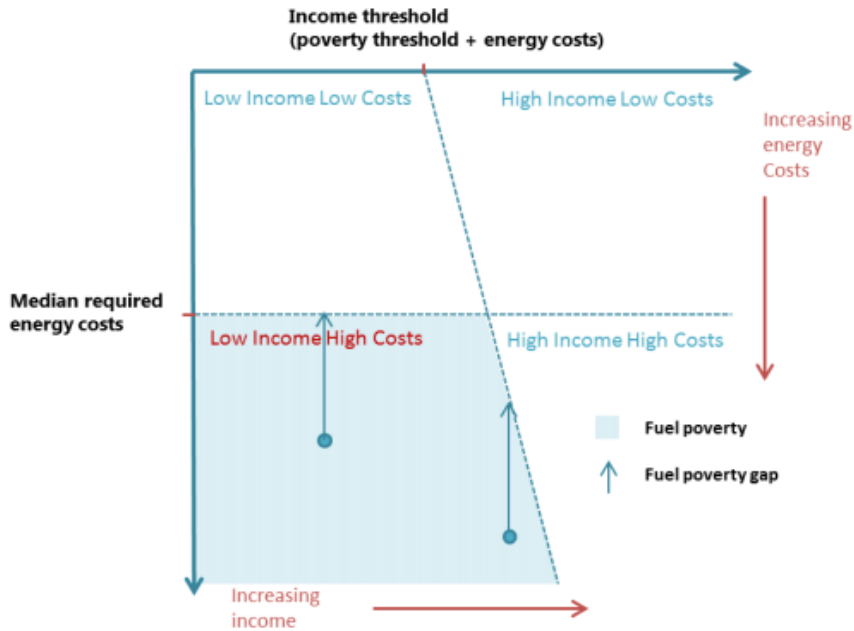 Income threshold
(poverty threshold + energy costs)
Low Income Low Costs
High Income Low Costs
Increasing
energy
Costs
Median required
energy costs
Low Income High Costs
High Income High Costs
Fuel poverty
Fuel poverty gap
Increasing
income